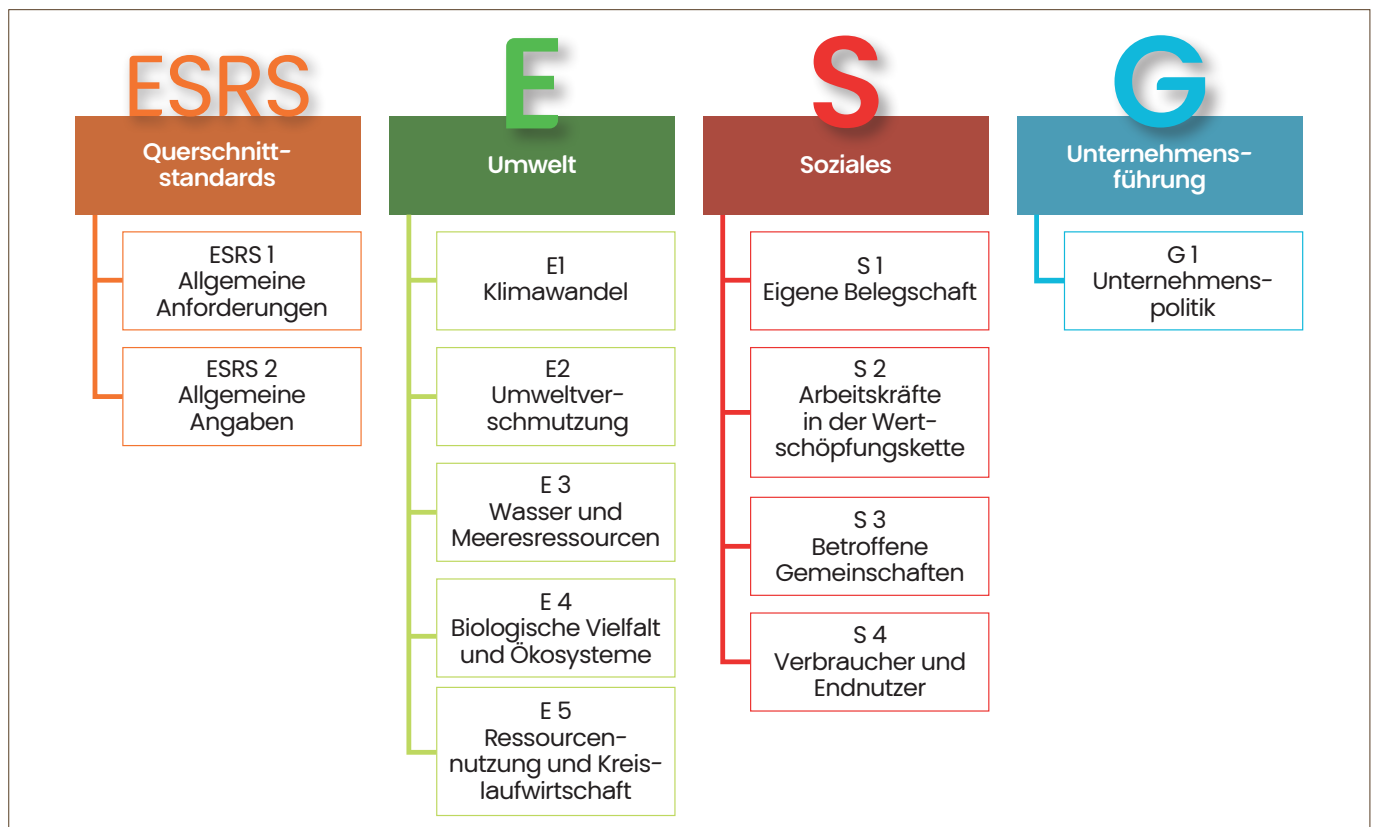 ESRS
Querschnitt-
standards
ESRS 1
Allgemeine
Anforderungen
ESRS 2
Allgemeine
Angaben
E
Umwelt
E1
Klimawandel
E2
Umweltver-
schmutzung
E 3
Wasser und
Meeresressourcen
E 4
Biologische Vielfalt
und Ökosysteme
E 5
Ressourcen-
nutzung und Kreis-
laufwirtschaft
S
Soziales
S 1
Eigene Belegschaft
S 2
Arbeitskräfte
in der Wert-
schöpfungskette
S 3
Betroffene
Gemeinschaften
S 4
Verbraucher und
Endnutzer
G
Unternehmens-
führung
G 1
Unternehmens-
politik